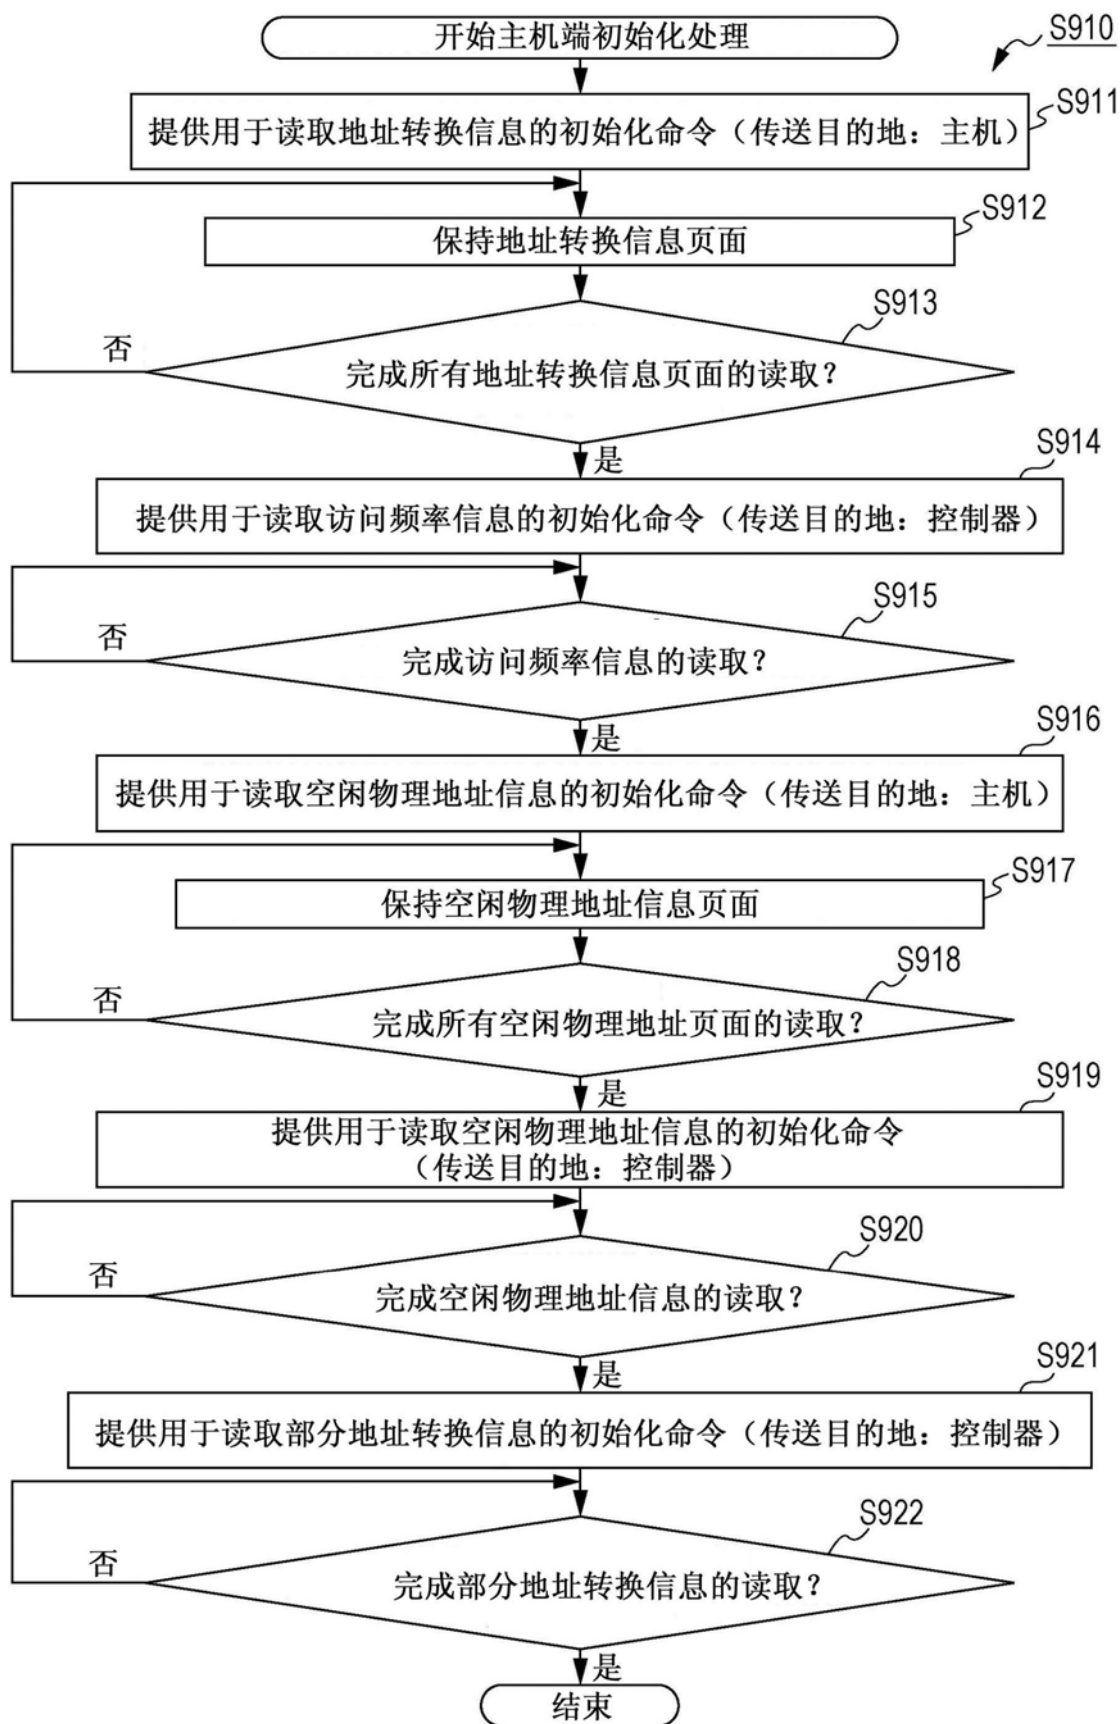 开始主机端初始化处理
S910
S911
提供用于读取地址转换信息的初始化命令（传送目的地：主机）
S912
保持地址转换信息页面
S913
否
完成所有地址转换信息页面的读取？
是
S914
提供用于读取访问频率信息的初始化命令（传送目的地：控制器）
S915
否
完成访问频率信息的读取？
是
S916
提供用于读取空闲物理地址信息的初始化命令（传送目的地：主机）
S917
保持空闲物理地址信息页面
S918
否
完成所有空闲物理地址页面的读取？
是
S919
提供用于读取空闲物理地址信息的初始化命令
（传送目的地：控制器）
S920
否
完成空闲物理地址信息的读取？
是
S921
提供用于读取部分地址转换信息的初始化命令（传送目的地：控制器）
S922
否
完成部分地址转换信息的读取？
是
结束